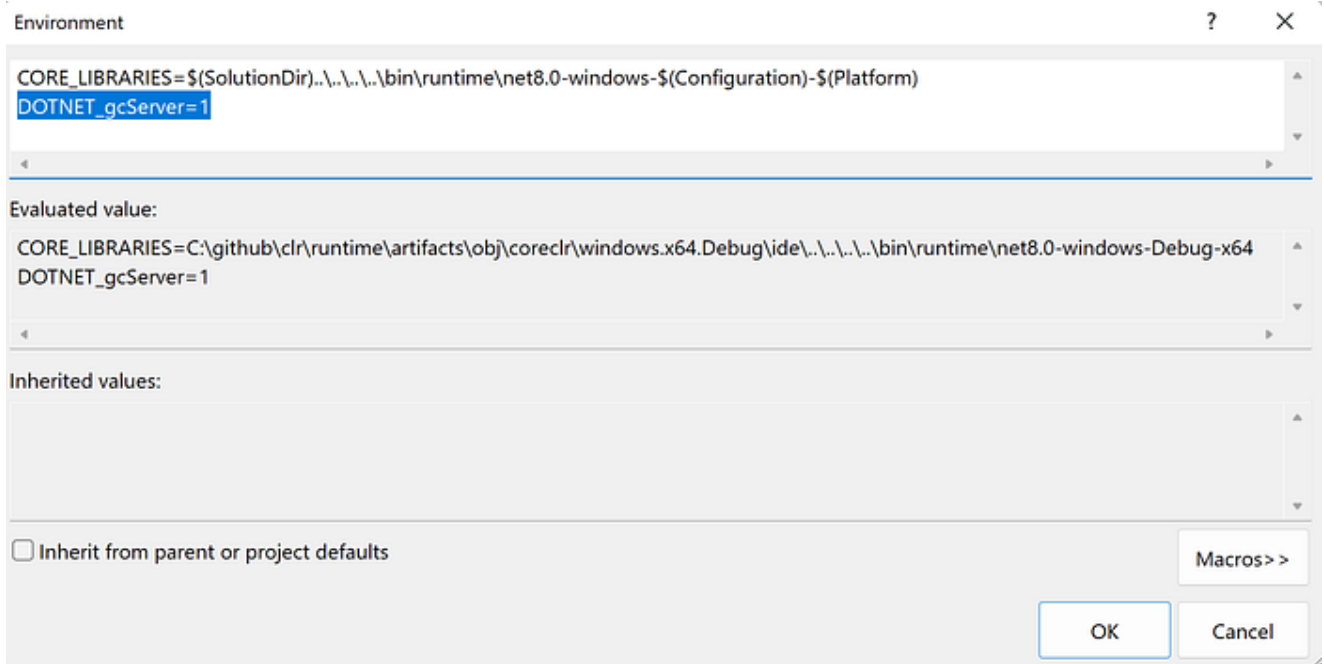 Environment
?
CORE_LIBRARIES=$(SolutionDir)..\..\..\..\bin\runtime\net8.0-windows-$(Configuration)-$(Platform)
DOTNET_gcServer=1
Evaluated value:
CORE_LIBRARIES=C:\github\clr\runtime\artifacts\obj\coreclr\windows.x64.Debug\ide\..\..\..\..\bin\runtime\net8.0-windows-Debug-x64
DOTNET_gcServer=1
Inherited values:
Inherit from parent or project defaults
Macros>>
OK
Cancel